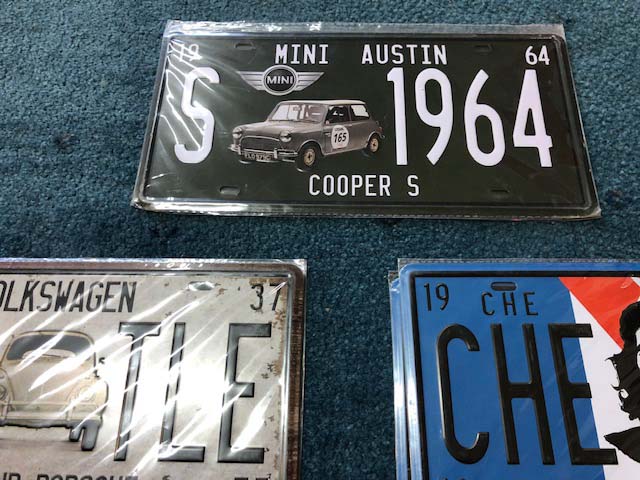 19 MINI AUSTIN 64
MINI
S 1964
165
COOPER S
OLKSWAGEN 37
TLE
19 CHE
CHE